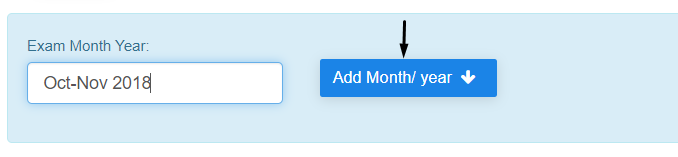 Exam Month Year:
Oct-Nov 2018
Add Month/ year